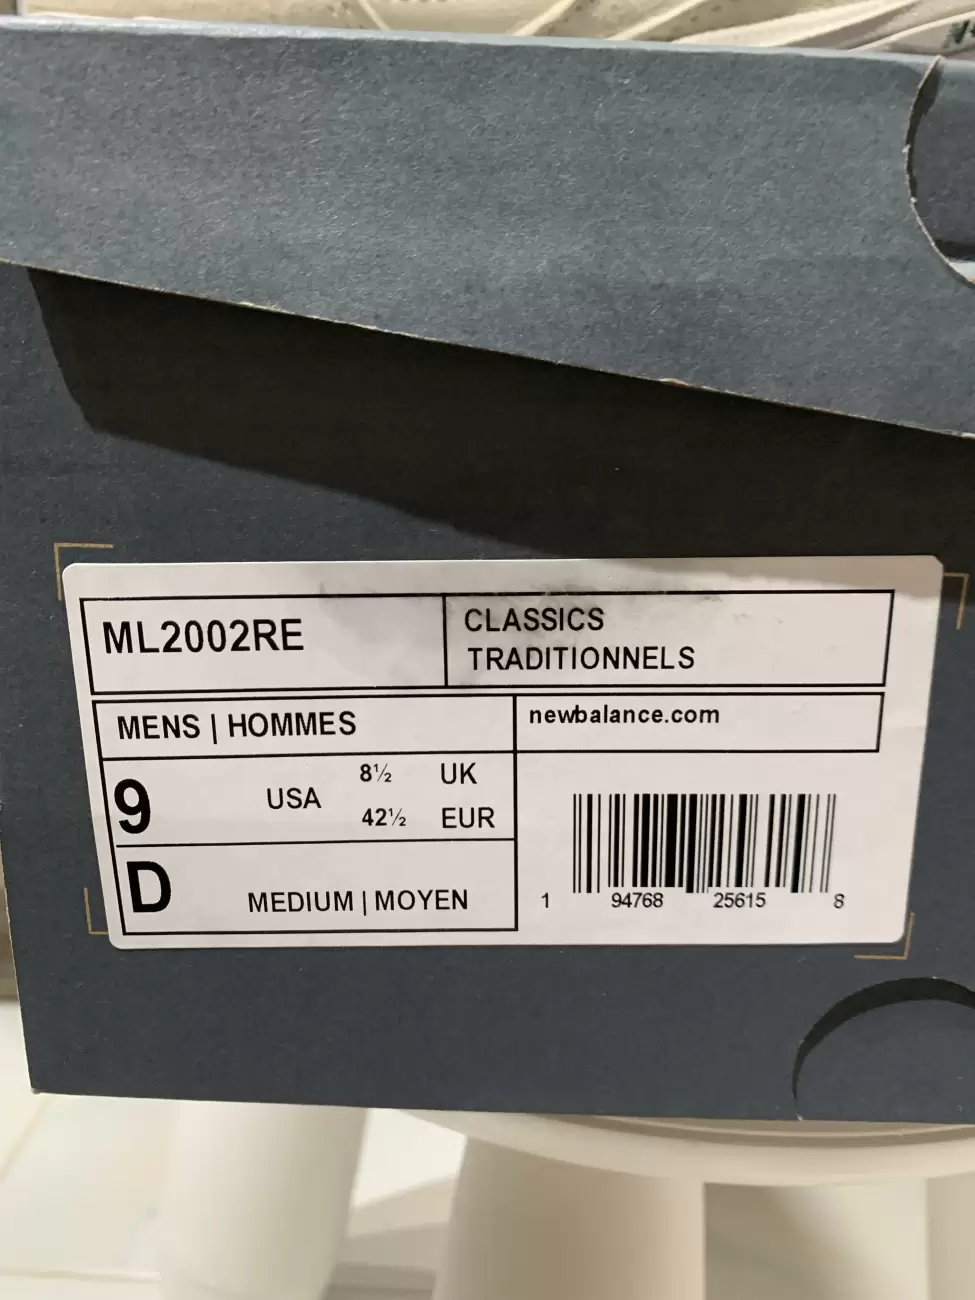 ML2002RE
CLASSICS
TRADITIONNELS
MENS | HOMMES
newbalance.com
9
USA
8½ UK
42½ EUR
D
MEDIUM | MOYEN
1 94768 25615 8